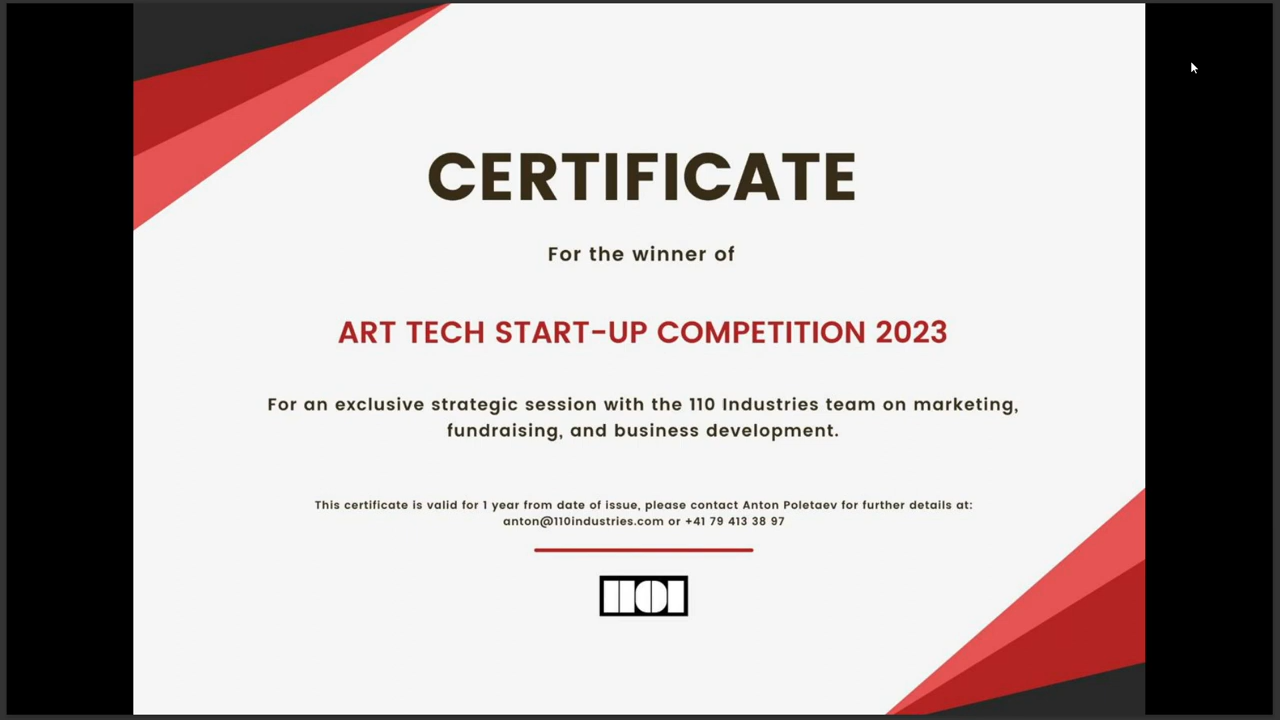 CERTIFICATE
For the winner of
ART TECH START-UP COMPETITION 2023
For an exclusive strategic session with the 110 Industries team on marketing,
fundraising, and business development.
This certificate is valid for 1 year from date of issue, please contact Anton Poletaev for further details at:
anton@110industries.com or +41 79 413 38 97
110I